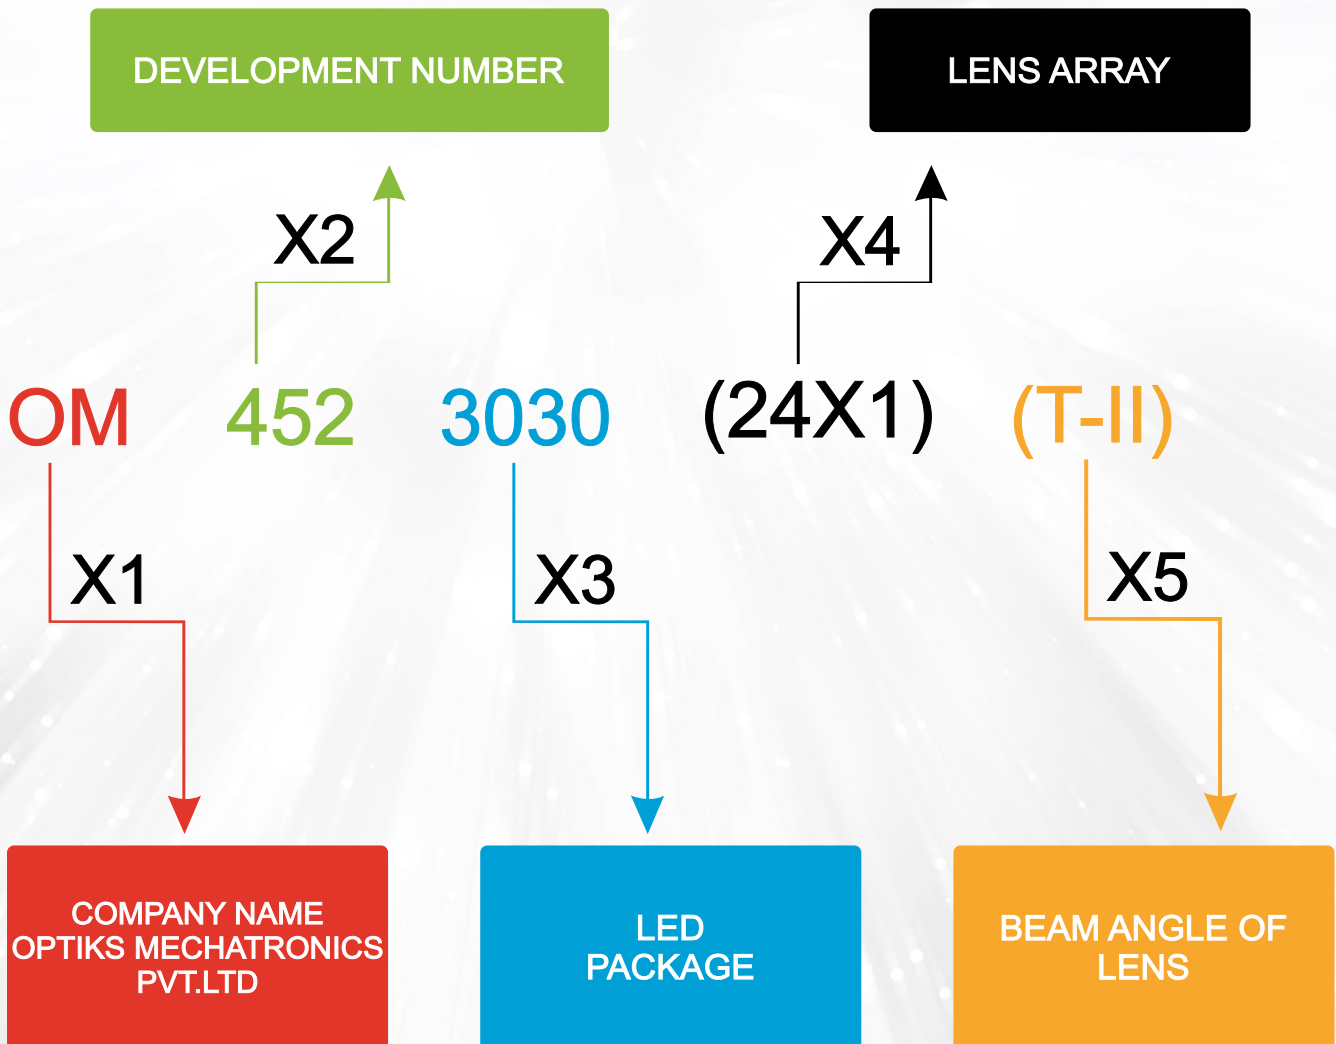 DEVELOPMENT NUMBER
LENS ARRAY
X2
X4
OM 452 3030 (24X1) (T-II)
X1
X3
X5
COMPANY NAME
OPTIKS MECHATRONICS
PVT.LTD
LED
PACKAGE
BEAM ANGLE OF
LENS